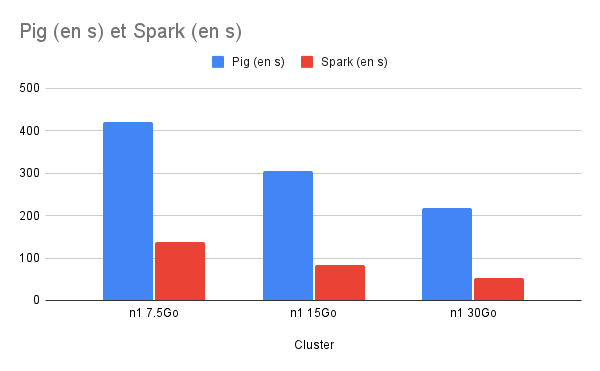 Pig (en s) et Spark (en s)
Pig (en s) Spark (en s)
500
400
300
200
100
0
n1 7.5Go n1 15Go n1 30Go
Cluster